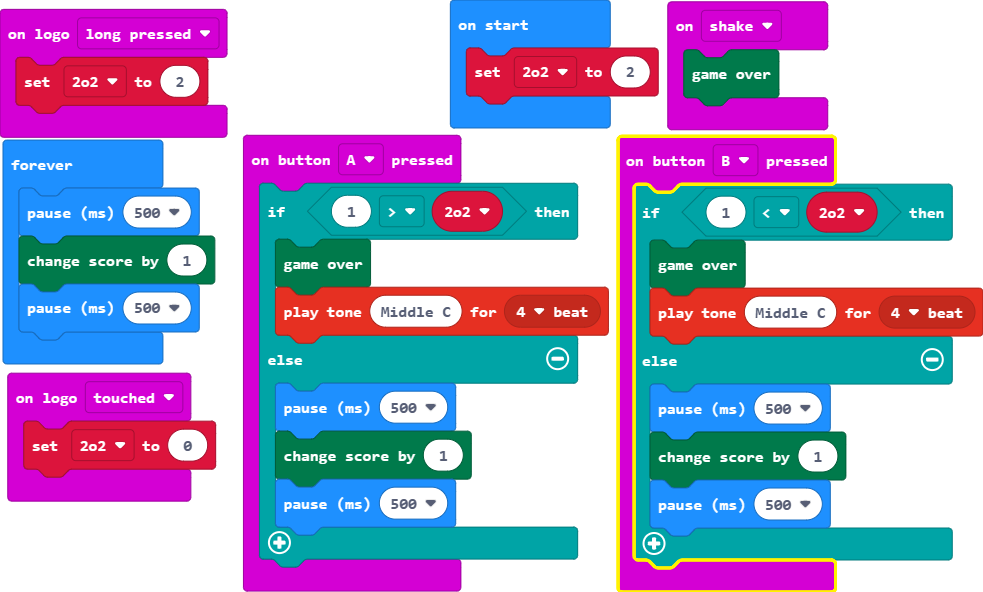 on logo long pressed
set 2o2 to 2
on start
set 2o2 to 2
on shake
game over
forever
pause (ms) 500
change score by 1
pause (ms) 500
on logo touched
set 2o2 to 0
on button A pressed
if 1 > 2o2 then
game over
play tone Middle C for 4 beat
else
pause (ms) 500
change score by 1
pause (ms) 500
on button B pressed
if 1 < 2o2 then
game over
play tone Middle C for 4 beat
else
pause (ms) 500
change score by 1
pause (ms) 500